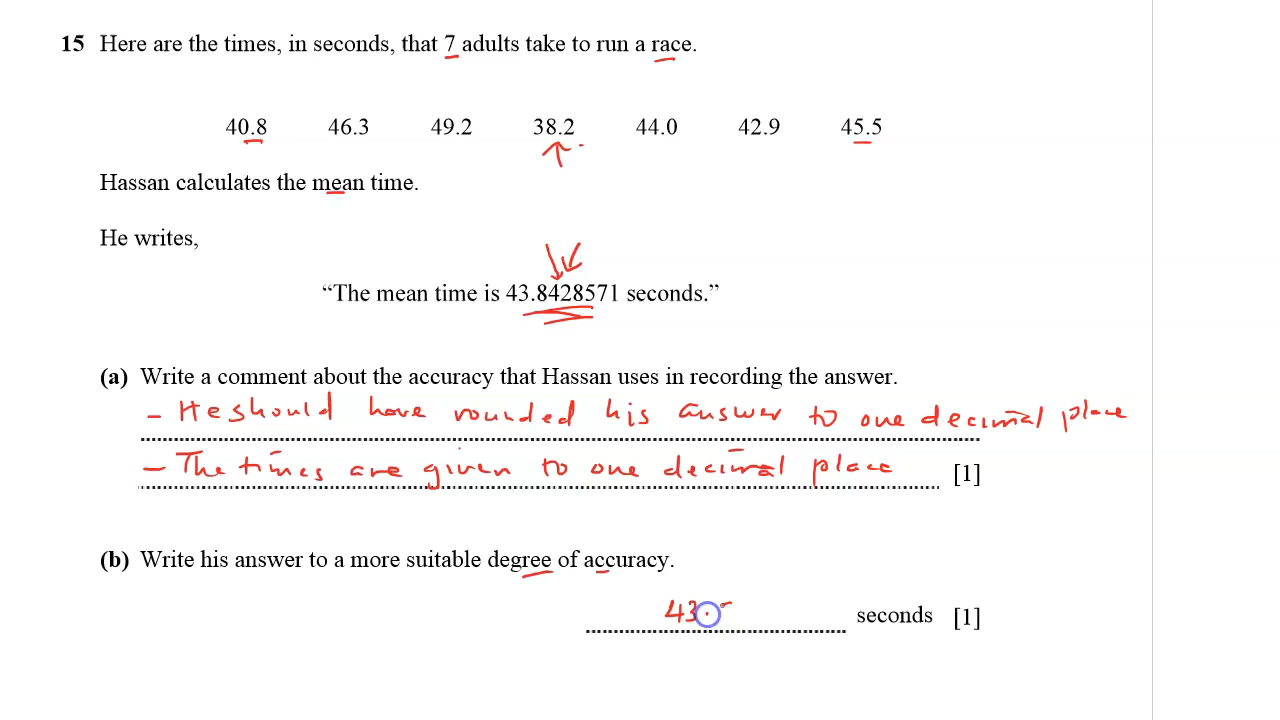 15 Here are the times, in seconds, that 7 adults take to run a race.
40.8 46.3 49.2 38.2 44.0 42.9 45.5
Hassan calculates the mean time.
He writes,
“The mean time is 43.8428571 seconds.”
(a) Write a comment about the accuracy that Hassan uses in recording the answer.
- He should have rounded his answer to one decimal place
- The times are given to one decimal place [1]
(b) Write his answer to a more suitable degree of accuracy.
43. seconds [1]